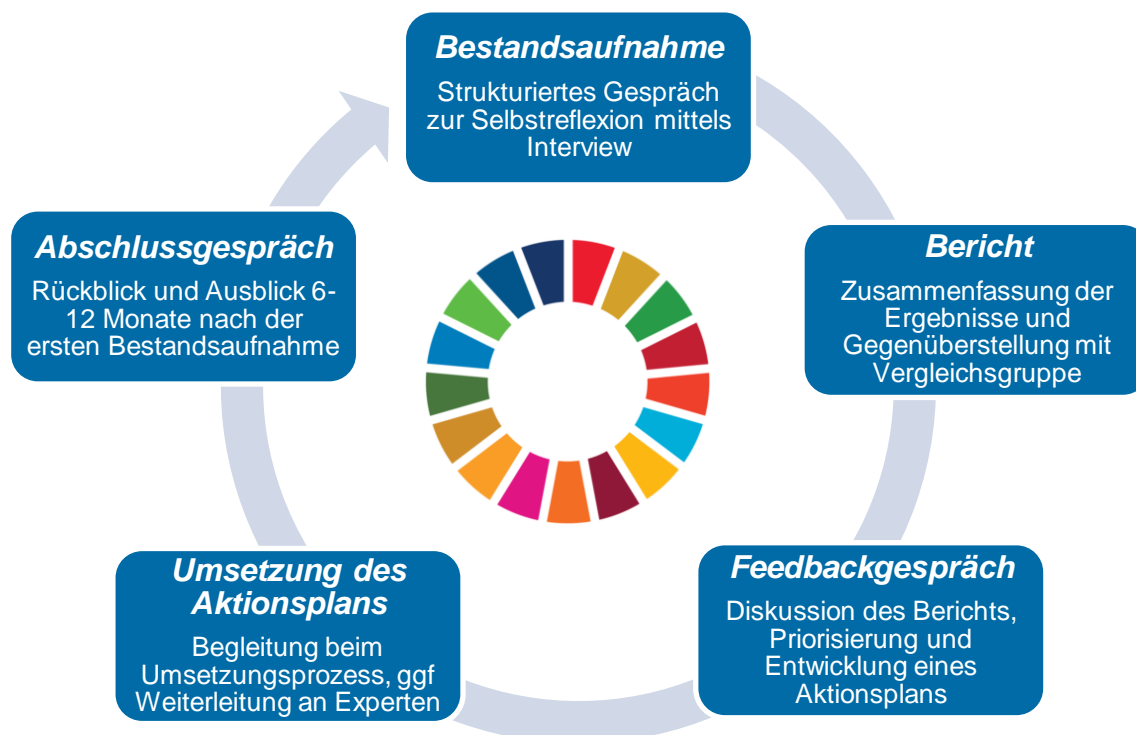 Bestandsaufnahme
Strukturiertes Gespräch
zur Selbstreflexion mittels
Interview
Bericht
Zusammenfassung der
Ergebnisse und
Gegenüberstellung mit
Vergleichsgruppe
Feedbackgespräch
Diskussion des Berichts,
Priorisierung und
Entwicklung eines
Aktionsplans
Umsetzung des
Aktionsplans
Begleitung beim
Umsetzungsprozess, ggf
Weiterleitung an Experten
Abschlussgespräch
Rückblick und Ausblick 6-
12 Monate nach der
ersten Bestandsaufnahme